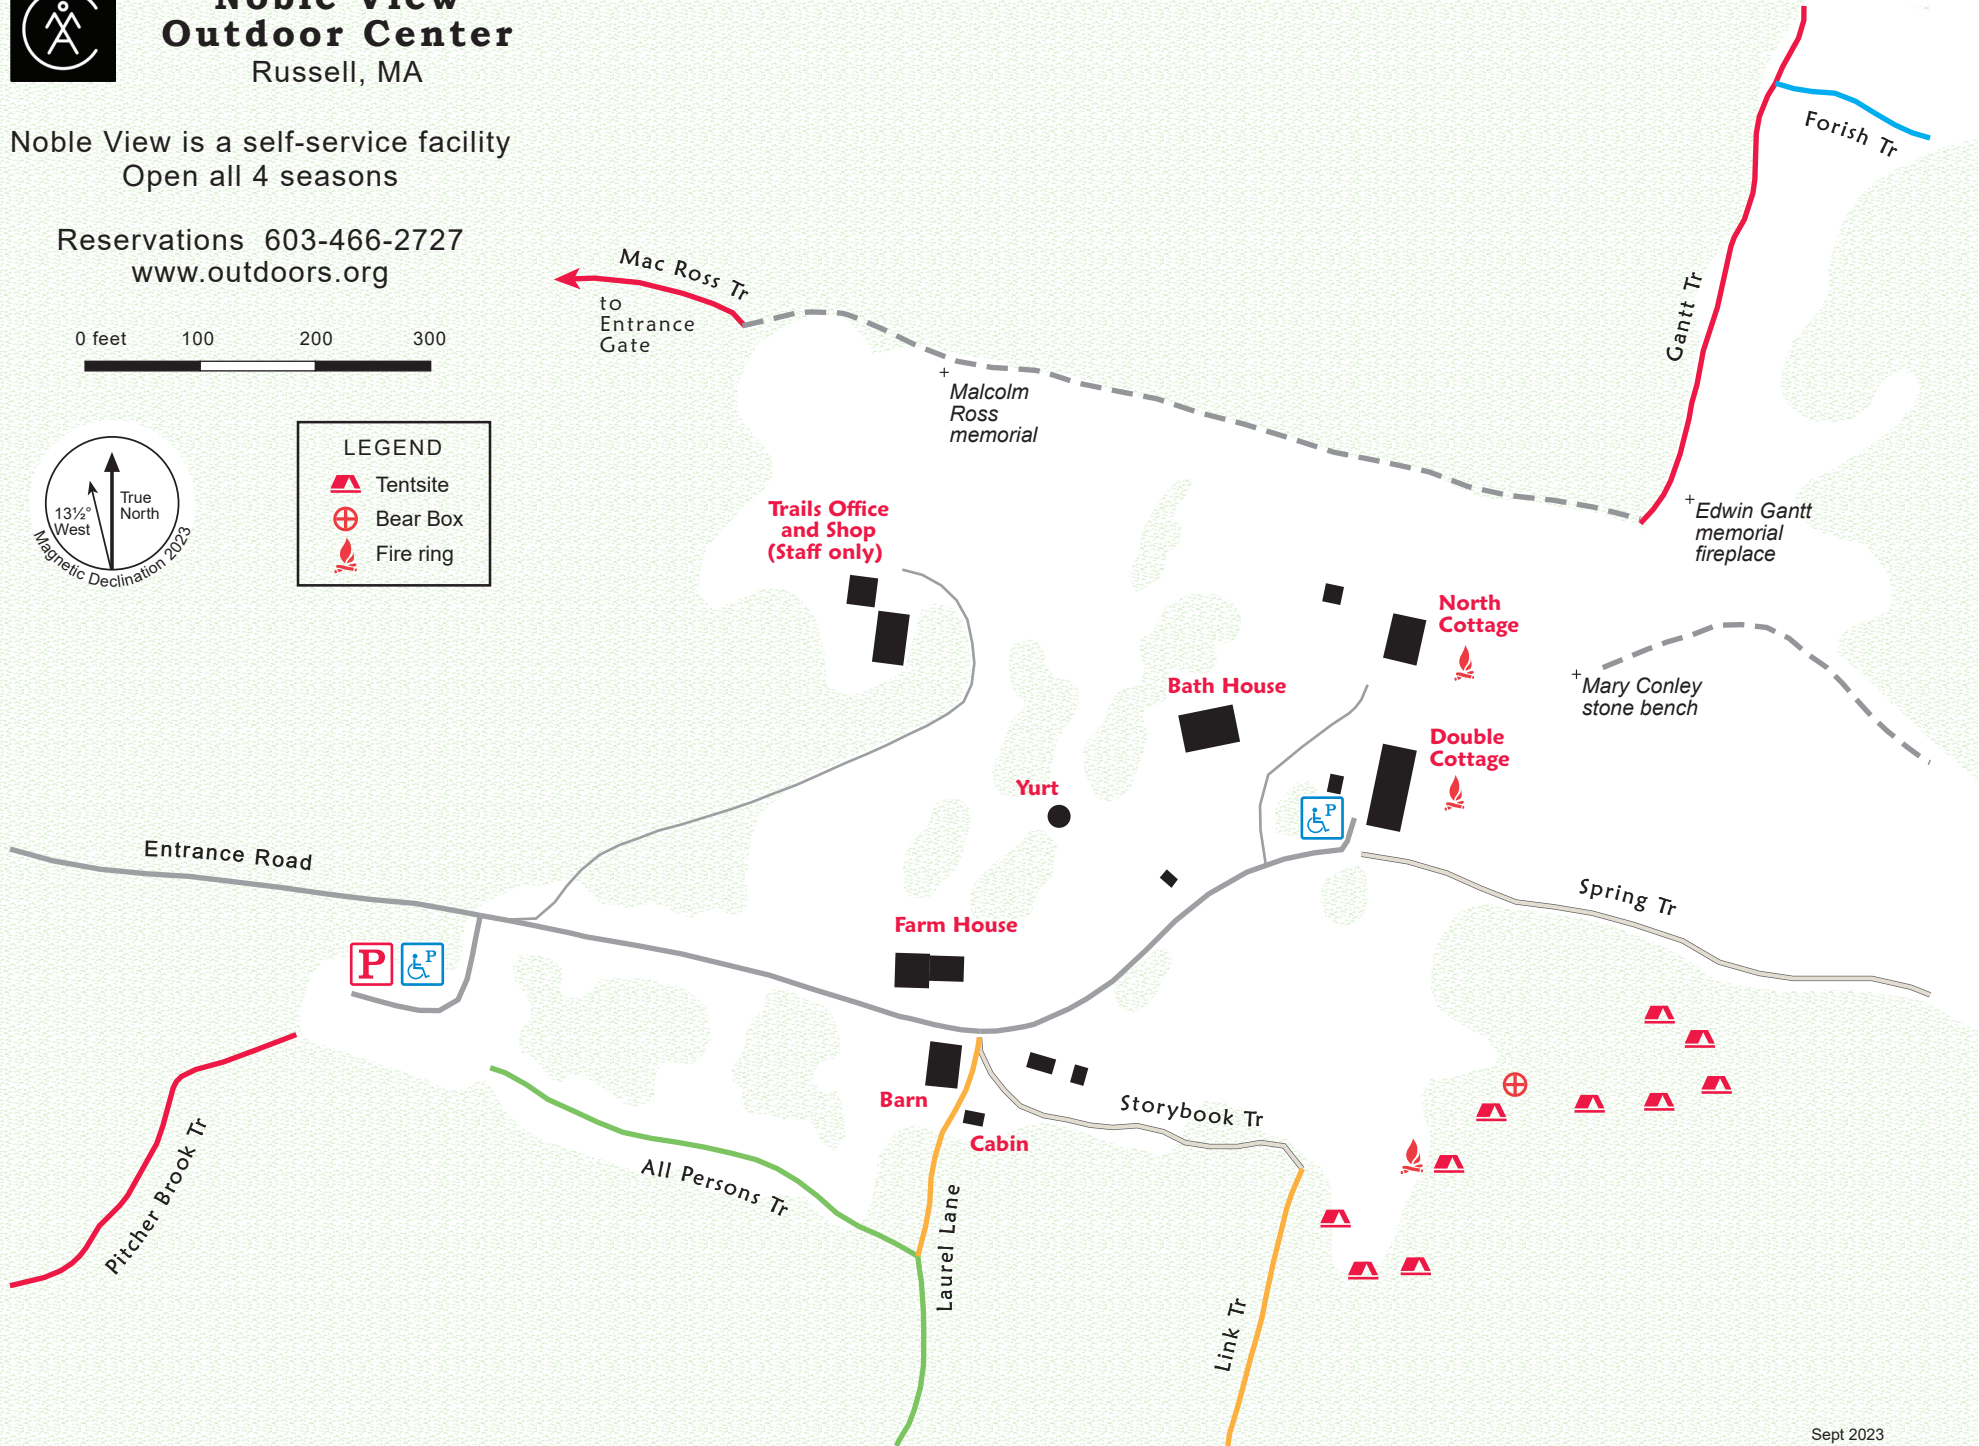 Noble View
Outdoor Center
Russell, MA
Noble View is a self-service facility
Open all 4 seasons
Reservations 603-466-2727
www.outdoors.org
0 feet 100 200 300
True
North
13½°
West
Magnetic Declination 2023
LEGEND
Tentsite
Bear Box
Fire ring
Mac Ross Tr
to
Entrance
Gate
Malcolm
Ross
memorial
Forish Tr
Gantt Tr
Edwin Gantt
memorial
fireplace
Trails Office
and Shop
(Staff only)
North
Cottage
Bath House
Mary Conley
stone bench
Double
Cottage
Yurt
P
Entrance Road
Spring Tr
Farm House
P
P
Barn
Storybook Tr
Cabin
Pitcher Brook Tr
All Persons Tr
Laurel Lane
Link Tr
Sept 2023